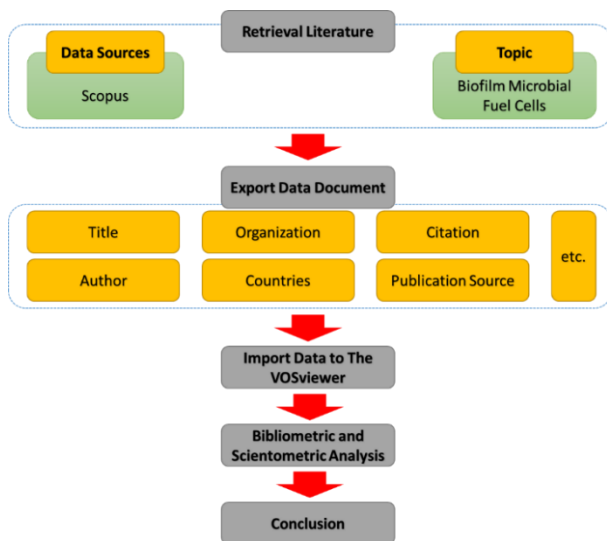 Retrieval Literature
Data Sources
Topic
Scopus
Biofilm Microbial
Fuel Cells
Export Data Document
Title
Organization
Citation
etc.
Author
Countries
Publication Source
Import Data to The
VOSviewer
Bibliometric and
Scientometric Analysis
Conclusion